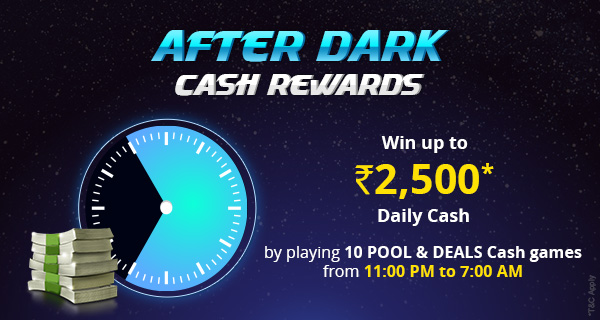 AFTER DARK
CASH REWARDS
Win up to
₹2,500*
Daily Cash
by playing 10 POOL & DEALS Cash games
from 11:00 PM to 7:00 AM
*T&C Apply